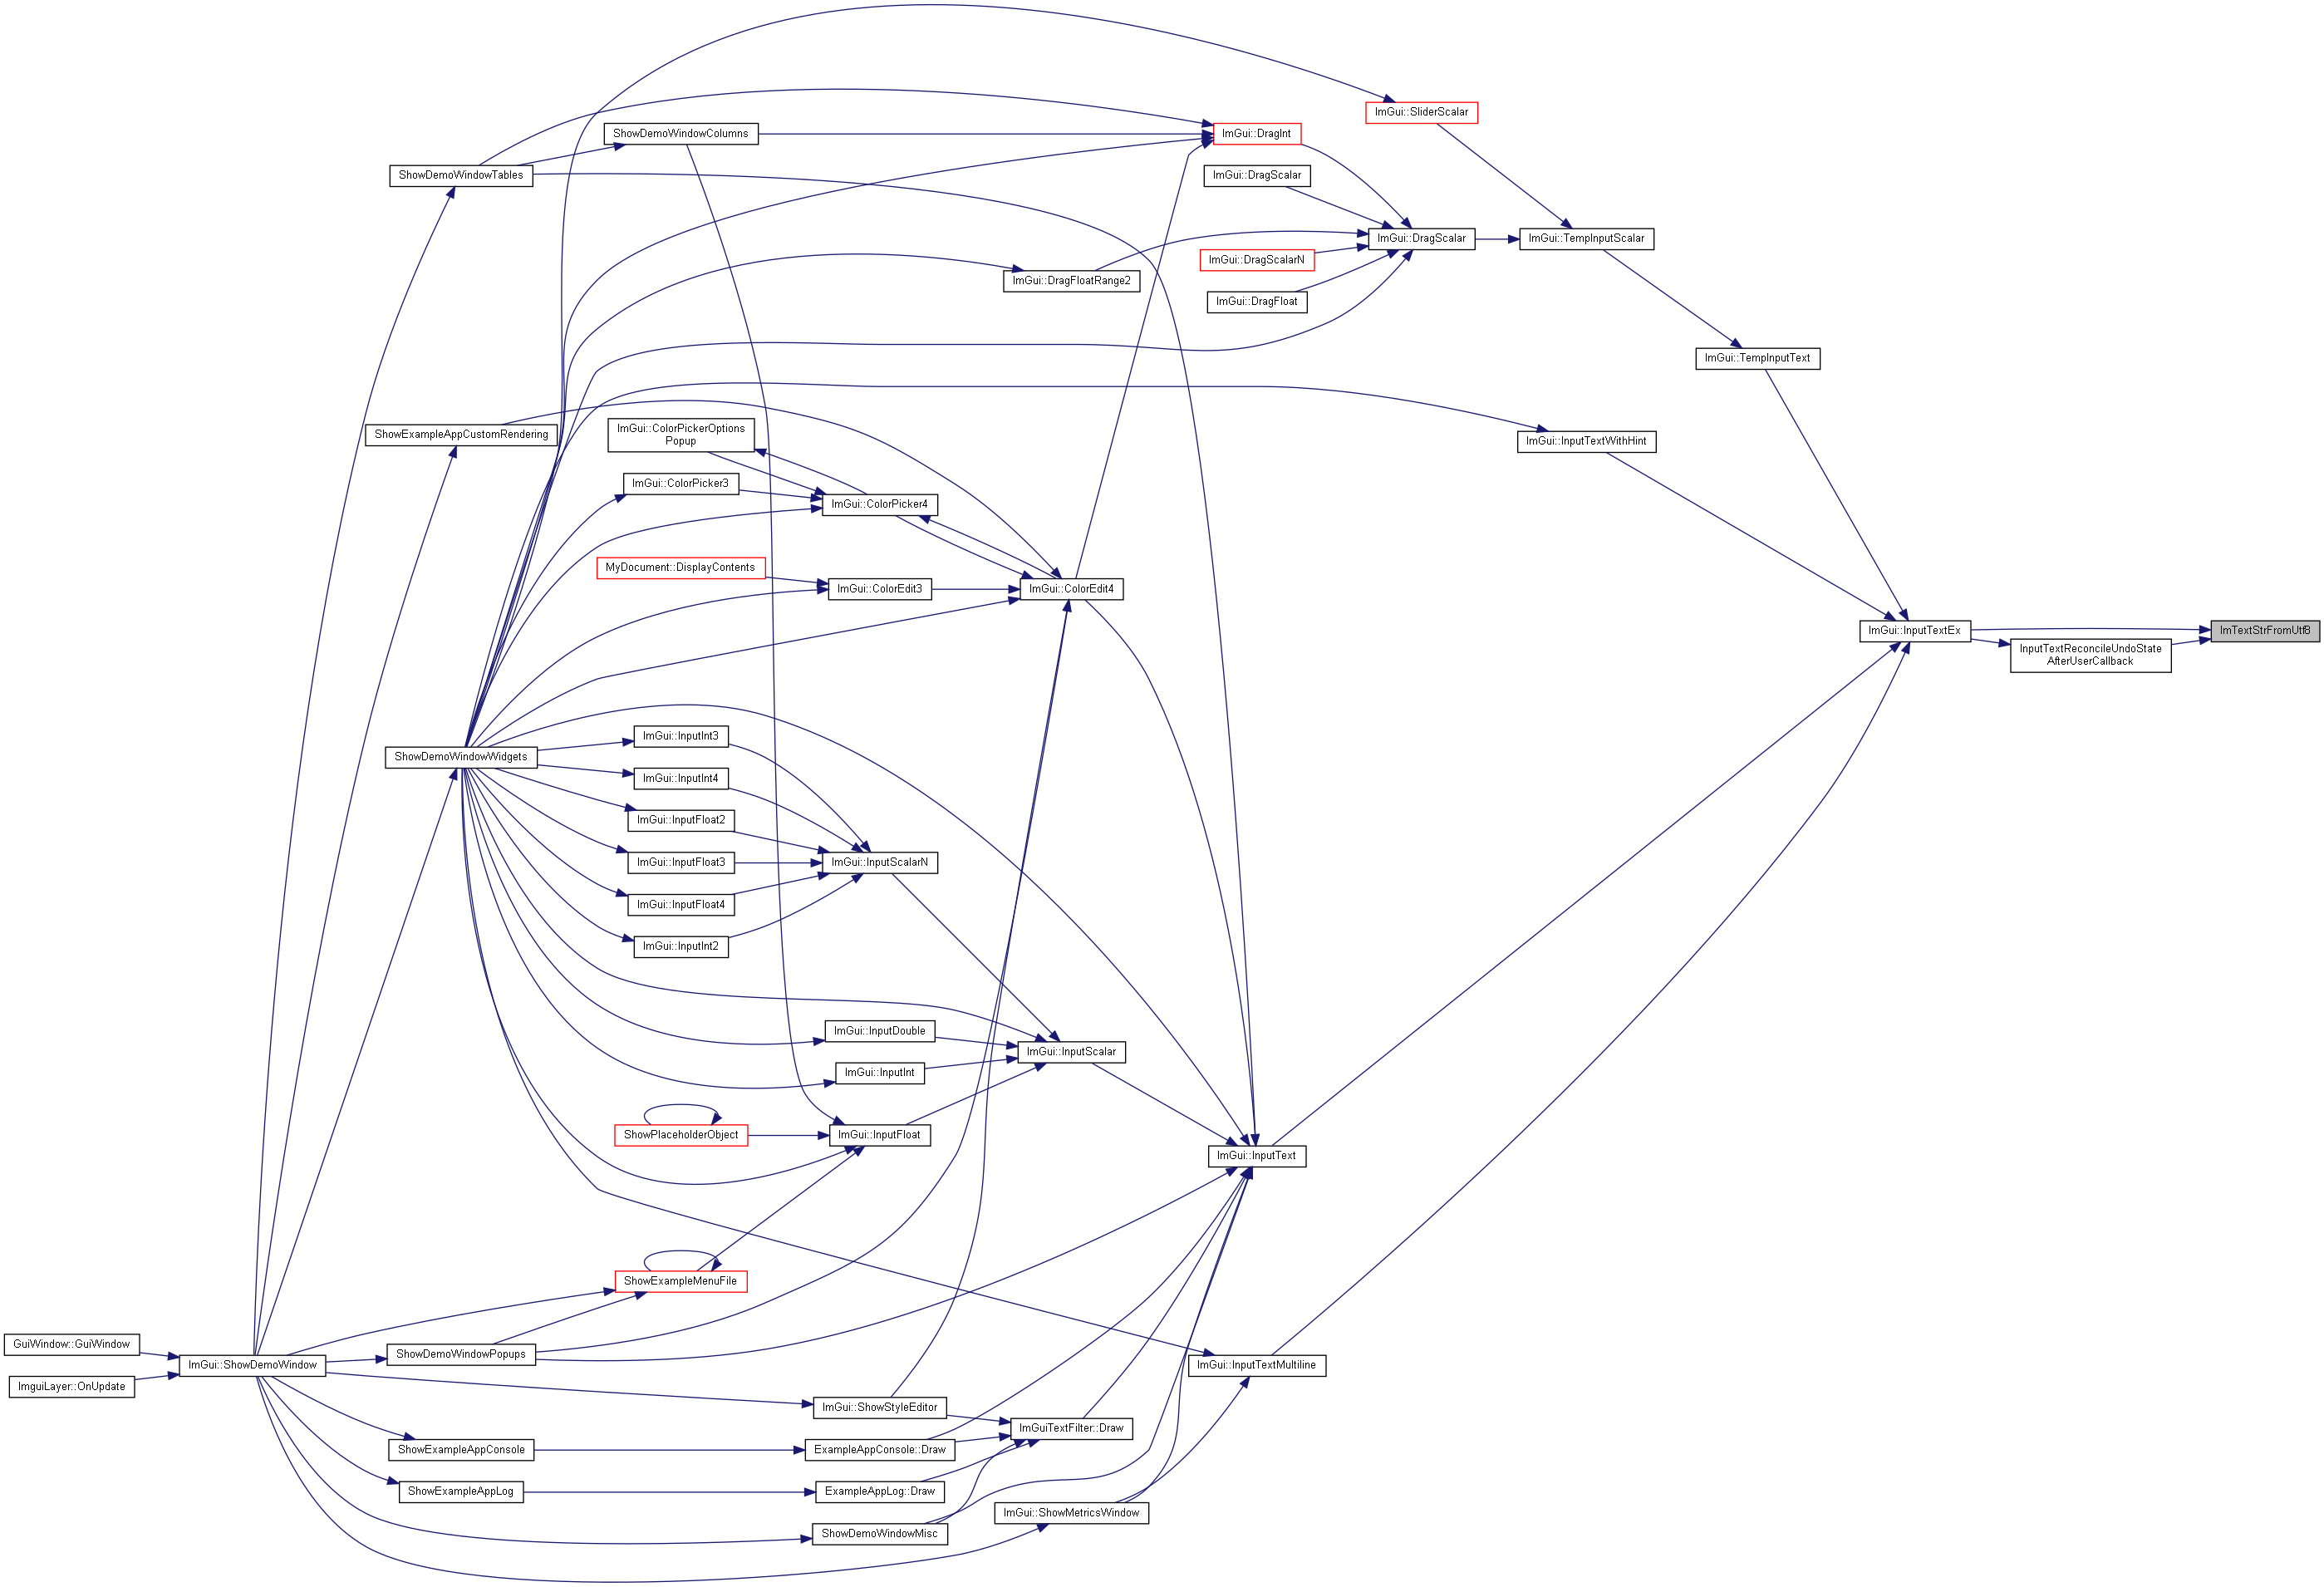 ImGui::SliderScalar
ShowDemoWindowColumns
ImGui::DragInt
ShowDemoWindowTables
ImGui::DragScalar
ImGui::DragScalar
ImGui::TempInputScalar
ImGui::DragScalarN
ImGui::DragFloatRange2
ImGui::DragFloat
ImGui::TempInputText
ShowExampleAppCustomRendering
ImGui::ColorPickerOptions
Popup
ImGui::InputTextWithHint
ImGui::ColorPicker3
ImGui::ColorPicker4
MyDocument::DisplayContents
ImGui::ColorEdit3
ImGui::ColorEdit4
ImGui::InputTextEx
ImTextStrFromUtf8
InputTextReconcileUndoState
AfterUserCallback
ImGui::InputInt3
ShowDemoWindowWidgets
ImGui::InputInt4
ImGui::InputFloat2
ImGui::InputFloat3
ImGui::InputScalarN
ImGui::InputFloat4
ImGui::InputInt2
ImGui::InputDouble
ImGui::InputScalar
ImGui::InputInt
ShowPlaceholderObject
ImGui::InputFloat
ImGui::InputText
ShowExampleMenuFile
GuiWindow::GuiWindow
ImGui::ShowDemoWindow
ShowDemoWindowPopups
ImGui::InputTextMultiline
ImguiLayer::OnUpdate
ImGui::ShowStyleEditor
ImGuiTextFilter::Draw
ShowExampleAppConsole
ExampleAppConsole::Draw
ShowExampleAppLog
ExampleAppLog::Draw
ImGui::ShowMetricsWindow
ShowDemoWindowMisc